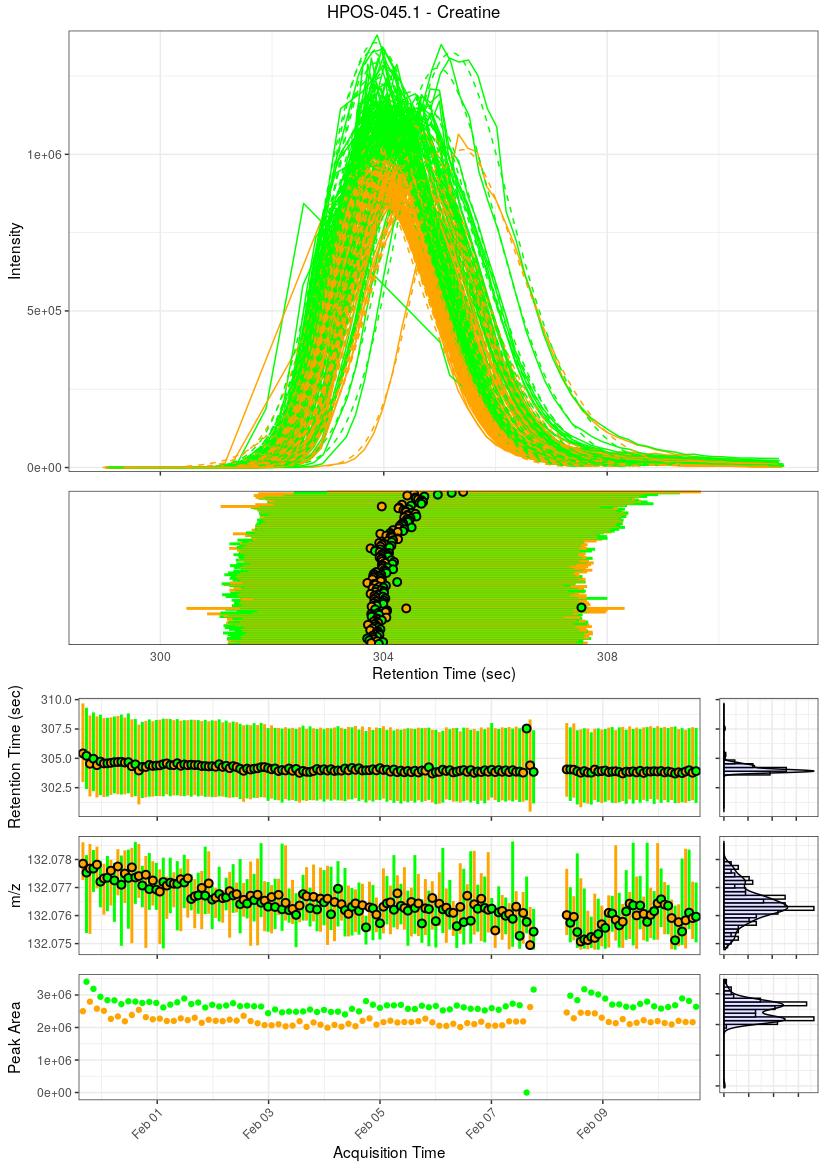 HPOS-045.1 - Creatine
Intensity
1e+06
5e+05
0e+00
300
304
308
Retention Time (sec)
Retention Time (sec)
310.0
307.5
305.0
302.5
m/z
132.078
132.077
132.076
132.075
Peak Area
3e+06
2e+06
1e+06
0e+00
Feb 01
Feb 03
Feb 05
Feb 07
Feb 09
Acquisition Time